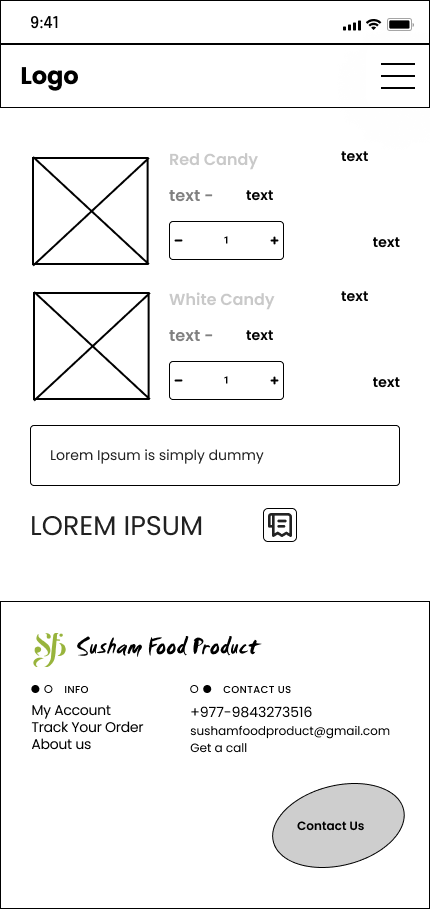 9:41
Logo
Red Candy text
text - text
- 1 + text
White Candy text
text - text
- 1 + text
Lorem Ipsum is simply dummy
LOREM IPSUM
Sfp Susham Food Product
INFO CONTACT US
My Account +977-9843273516
Track Your Order sushamfoodproduct@gmail.com
About us Get a call
Contact Us